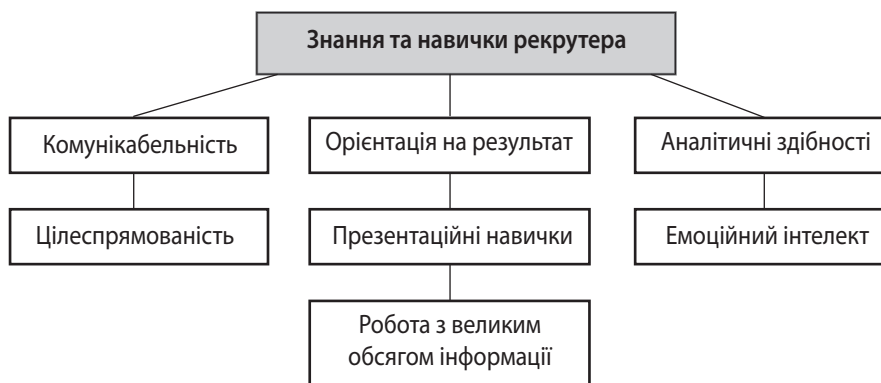 Знання та навички рекрутера
Комунікабельність
Орієнтація на результат
Аналітичні здібності
Цілеспрямованість
Презентаційні навички
Емоційний інтелект
Робота з великим
обсягом інформації